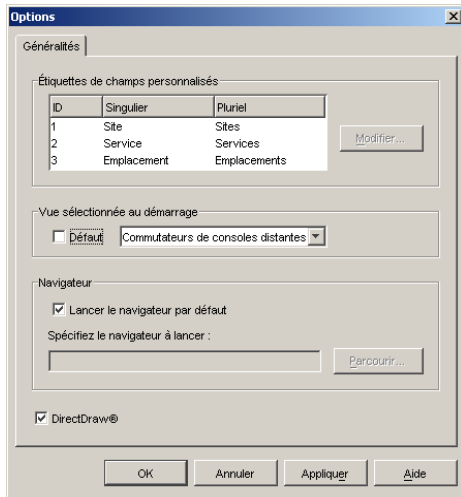 Options
Généralités
Étiquettes de champs personnalisés
ID Singulier Pluriel
1 Site Sites
2 Service Services
3 Emplacement Emplacements
Modifier...
Vue sélectionnée au démarrage
Défaut Commutateurs de consoles distantes
Navigateur
Lancer le navigateur par défaut
Spécifiez le navigateur à lancer :
Parcourir...
DirectDraw®
OK Annuler Appliquer Aide